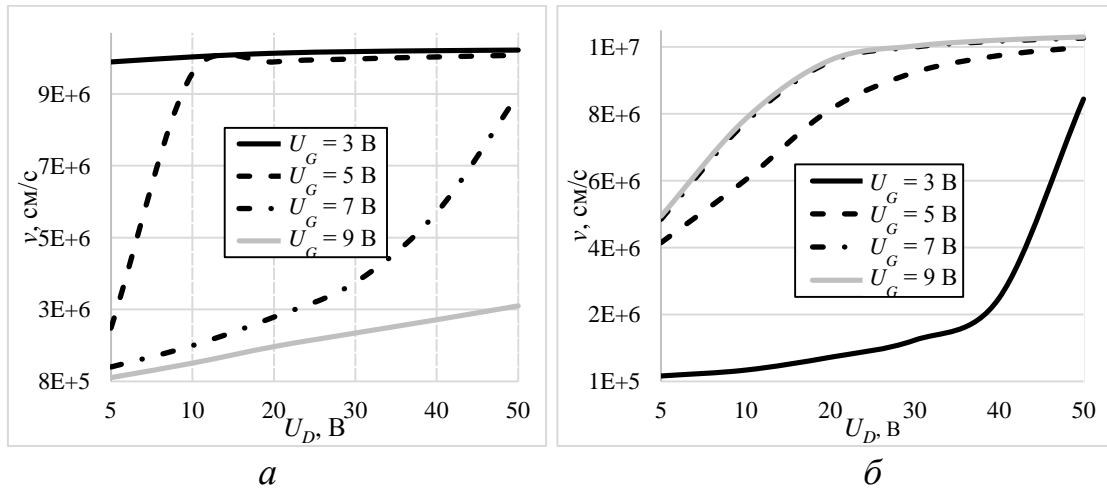 9E+6
7E+6
5E+6
3E+6
8E+5
v, см/с
U_G = 3 В
U_G = 5 В
U_G = 7 В
U_G = 9 В
5 10 20 30 40 50
U_D, В
а
1E+7
8E+6
6E+6
4E+6
2E+6
1E+5
v, см/с
U_G = 3 В
U_G = 5 В
U_G = 7 В
U_G = 9 В
5 10 20 30 40 50
U_D, В
б